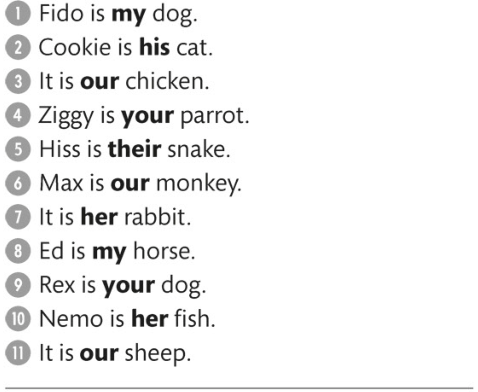 1 Fido is my dog.
2 Cookie is his cat.
3 It is our chicken.
4 Ziggy is your parrot.
5 Hiss is their snake.
6 Max is our monkey.
7 It is her rabbit.
8 Ed is my horse.
9 Rex is your dog.
10 Nemo is her fish.
11 It is our sheep.